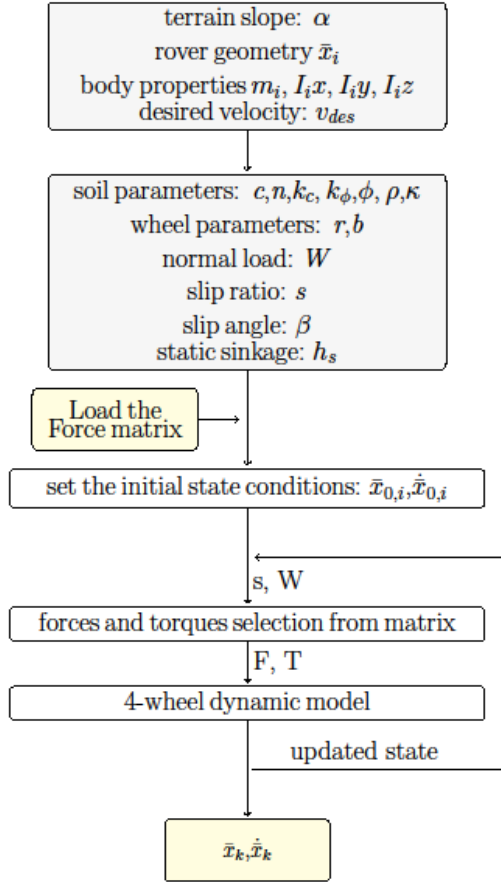 terrain slope: α
rover geometry x̄ᵢ
body properties mᵢ, Iᵢx, Iᵢy, Iᵢz
desired velocity: v_des
soil parameters: c,n,k_c, k_ϕ,ϕ, ρ,κ
wheel parameters: r,b
normal load: W
slip ratio: s
slip angle: β
static sinkage: h_s
Load the
Force matrix
set the initial state conditions: x̄₀,ᵢ,ẋ̄₀,ᵢ
s, W
forces and torques selection from matrix
F, T
4-wheel dynamic model
updated state
x̄ₖ,ẋ̄ₖ